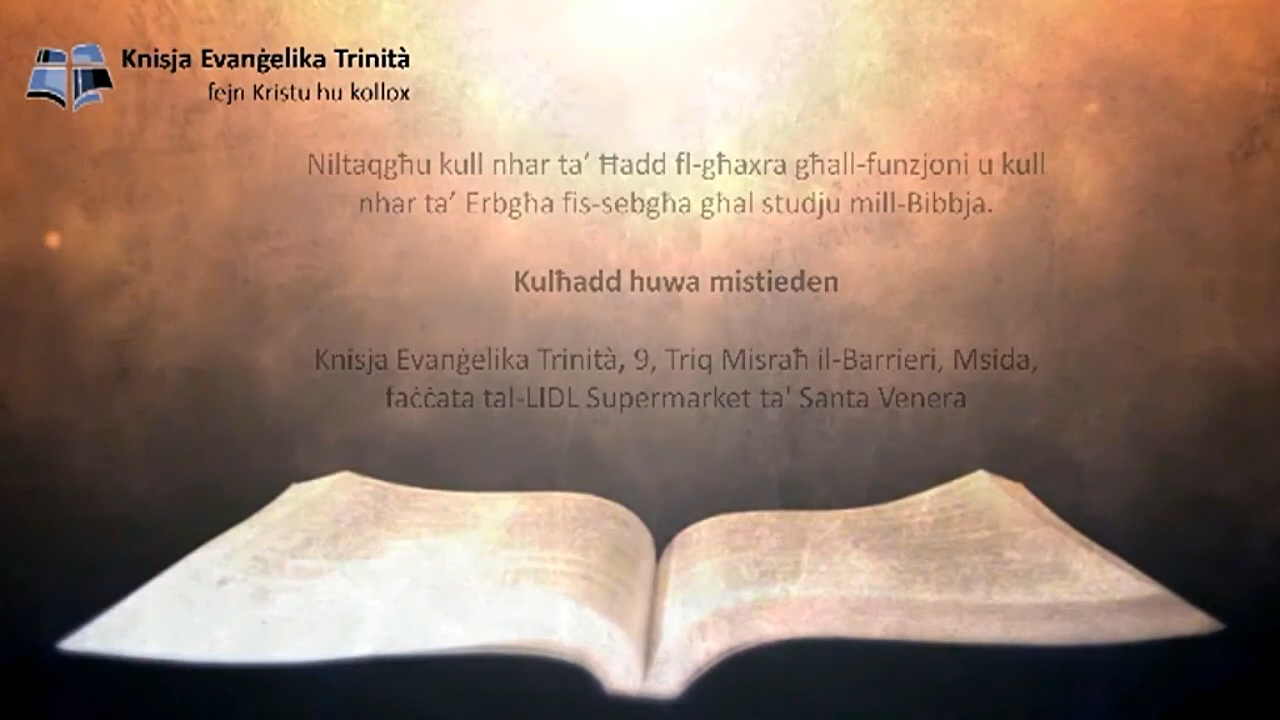 Knisja Evanġelika Trinità
fejn Kristu hu kollox
Niltaqgħu kull nhar ta’ Ħadd fl-għaxra għall-funzjoni u kull
nhar ta’ Erbgħa fis-sebgħa għal studju mill-Bibbja.
Kulħadd huwa mistieden
Knisja Evanġelika Trinità, 9, Triq Misraħ il-Barrieri, Msida,
faċċata tal-LIDL Supermarket ta' Santa Venera